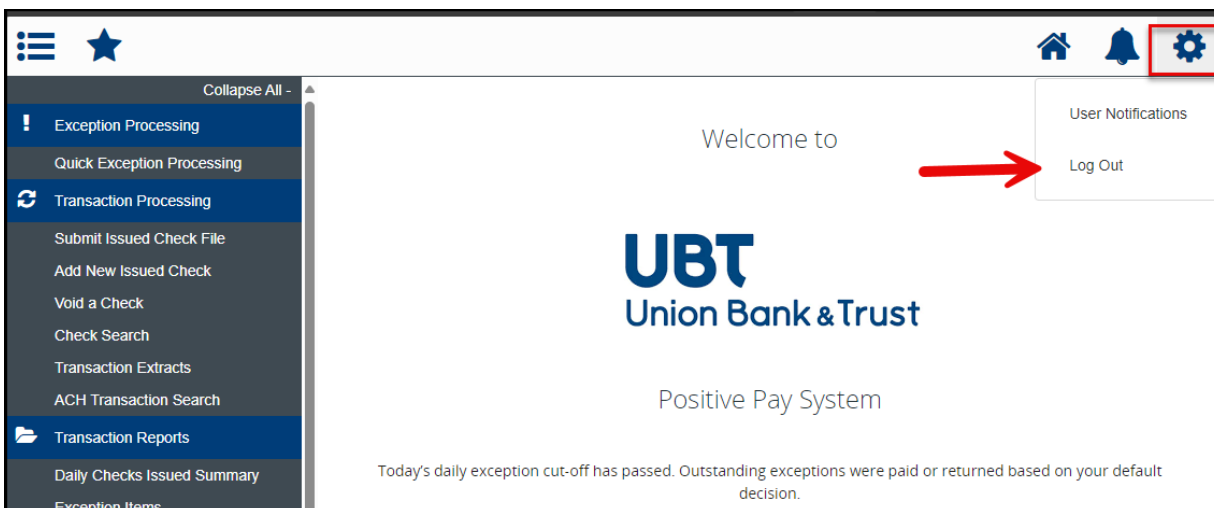 Collapse All -
Exception Processing
Quick Exception Processing
Transaction Processing
Submit Issued Check File
Add New Issued Check
Void a Check
Check Search
Transaction Extracts
ACH Transaction Search
Transaction Reports
Daily Checks Issued Summary
Exception Items
User Notifications
Log Out
Welcome to
UBT
Union Bank & Trust
Positive Pay System
Today's daily exception cut-off has passed. Outstanding exceptions were paid or returned based on your default
decision.